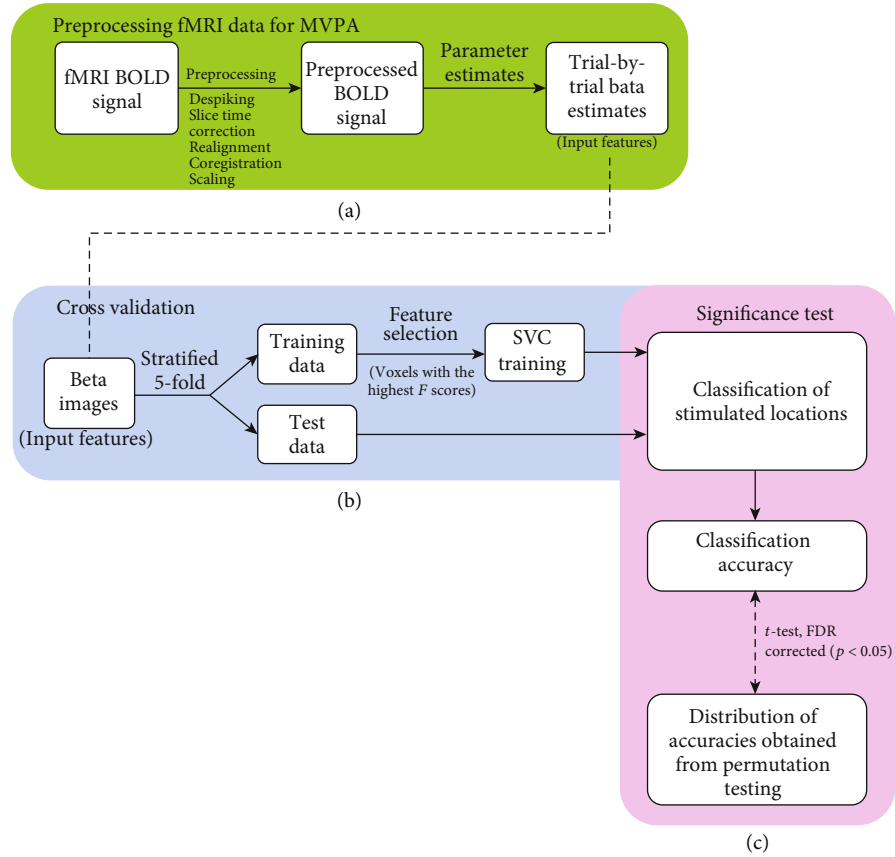 Preprocessing fMRI data for MVPA
fMRI BOLD
signal
Preprocessing
Despiking
Slice time
correction
Realignment
Coregistration
Scaling
Preprocessed
BOLD
signal
Parameter
estimates
Trial-by-
trial bata
estimates
(Input features)
(a)
Cross validation
Beta
images
(Input features)
Stratified
5-fold
Training
data
Test
data
Feature
selection
(Voxels with the
highest F scores)
SVC
training
(b)
Significance test
Classification of
stimulated locations
Classification
accuracy
t-test, FDR
corrected (p < 0.05)
Distribution of
accuracies obtained
from permutation
testing
(c)